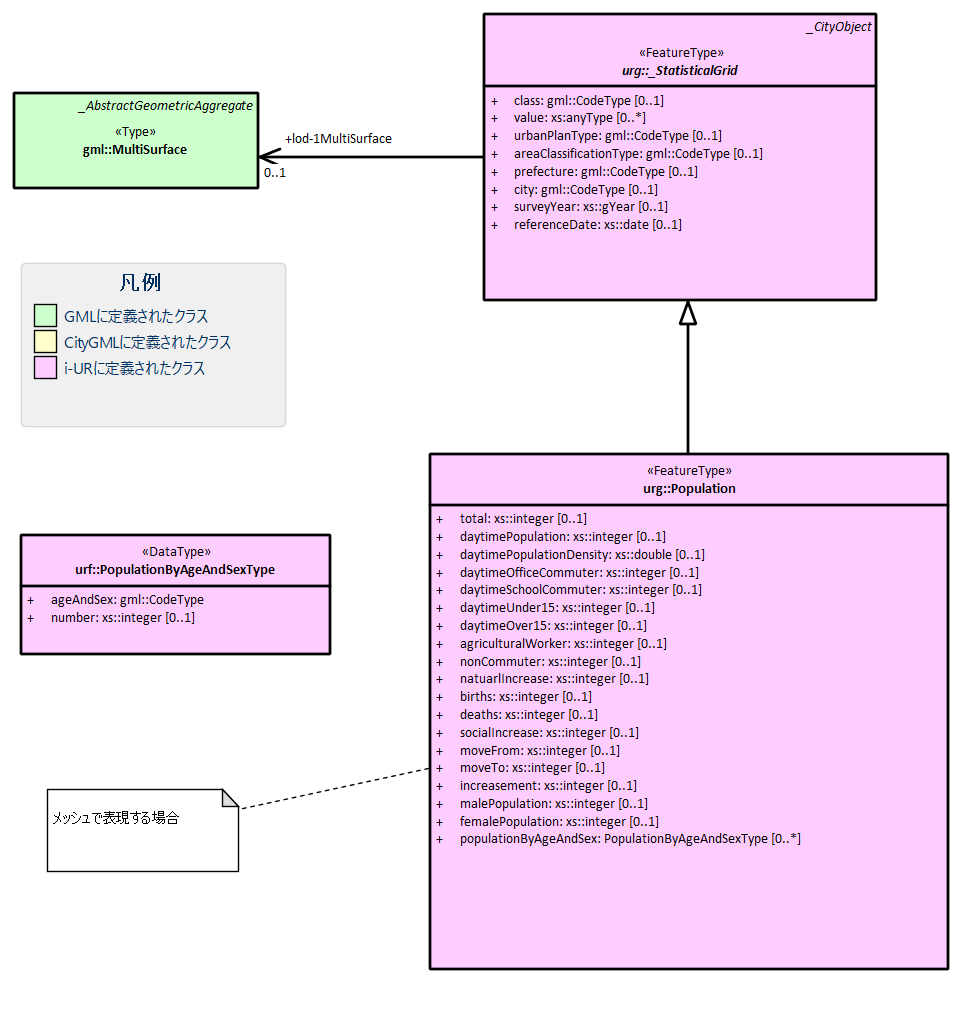 _CityObject
«FeatureType»
urg::_StatisticalGrid
+ class: gml::CodeType [0..1]
+ value: xs:anyType [0..*]
+ urbanPlanType: gml::CodeType [0..1]
+ areaClassificationType: gml::CodeType [0..1]
+ prefecture: gml::CodeType [0..1]
+ city: gml::CodeType [0..1]
+ surveyYear: xs::gYear [0..1]
+ referenceDate: xs::date [0..1]
_AbstractGeometricAggregate
«Type»
gml::MultiSurface
+lod-1MultiSurface
0..1
凡例
GMLに定義されたクラス
CityGMLに定義されたクラス
i-URに定義されたクラス
«FeatureType»
urg::Population
+ total: xs::integer [0..1]
+ daytimePopulation: xs::integer [0..1]
+ daytimePopulationDensity: xs::double [0..1]
+ daytimeOfficeCommuter: xs::integer [0..1]
+ daytimeSchoolCommuter: xs::integer [0..1]
+ daytimeUnder15: xs::integer [0..1]
+ daytimeOver15: xs::integer [0..1]
+ agriculturalWorker: xs::integer [0..1]
+ nonCommuter: xs::integer [0..1]
+ natuarlIncrease: xs::integer [0..1]
+ births: xs::integer [0..1]
+ deaths: xs::integer [0..1]
+ socialIncrease: xs::integer [0..1]
+ moveFrom: xs::integer [0..1]
+ moveTo: xs::integer [0..1]
+ increasement: xs::integer [0..1]
+ malePopulation: xs::integer [0..1]
+ femalePopulation: xs::integer [0..1]
+ populationByAgeAndSex: PopulationByAgeAndSexType [0..*]
«DataType»
urf::PopulationByAgeAndSexType
+ ageAndSex: gml::CodeType
+ number: xs::integer [0..1]
メッシュで表現する場合